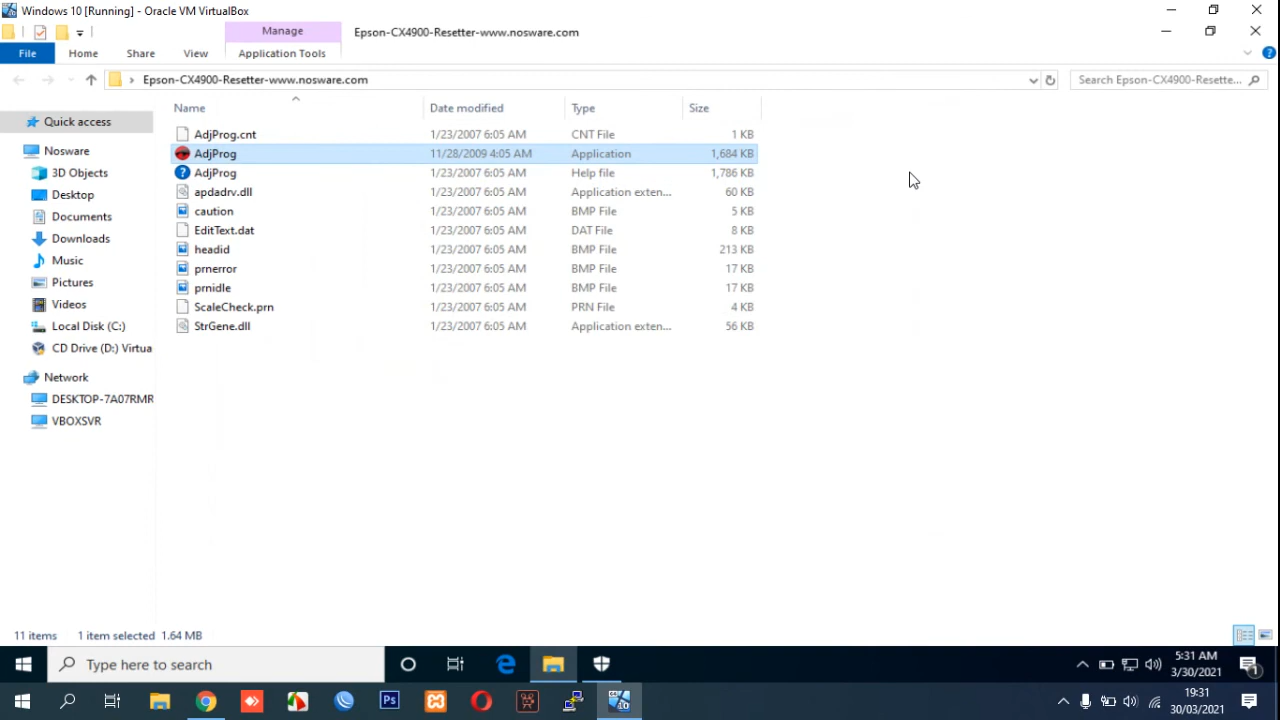 Windows 10 [Running] - Oracle VM VirtualBox
Manage
Epson-CX4900-Resetter-www.nosware.com
File Home Share View Application Tools
Epson-CX4900-Resetter-www.nosware.com
Search Epson-CX4900-Resette...
Name Date modified Type Size
Quick access
Nosware
3D Objects
Desktop
Documents
Downloads
Music
Pictures
Videos
Local Disk (C:)
CD Drive (D:) Virtua
Network
DESKTOP-7A07RMR
VBOXSVR
AdjProg.cnt 1/23/2007 6:05 AM CNT File 1 KB
AdjProg 11/28/2009 4:05 AM Application 1,684 KB
AdjProg 1/23/2007 6:05 AM Help file 1,786 KB
apdadrv.dll 1/23/2007 6:05 AM Application exten... 60 KB
caution 1/23/2007 6:05 AM BMP File 5 KB
EditText.dat 1/23/2007 6:05 AM DAT File 8 KB
headid 1/23/2007 6:05 AM BMP File 213 KB
prnerror 1/23/2007 6:05 AM BMP File 17 KB
prnidle 1/23/2007 6:05 AM BMP File 17 KB
ScaleCheck.prn 1/23/2007 6:05 AM PRN File 4 KB
StrGene.dll 1/23/2007 6:05 AM Application exten... 56 KB
11 items 1 item selected 1.64 MB
Type here to search
5:31 AM
3/30/2021
1
Ps
19:31
30/03/2021